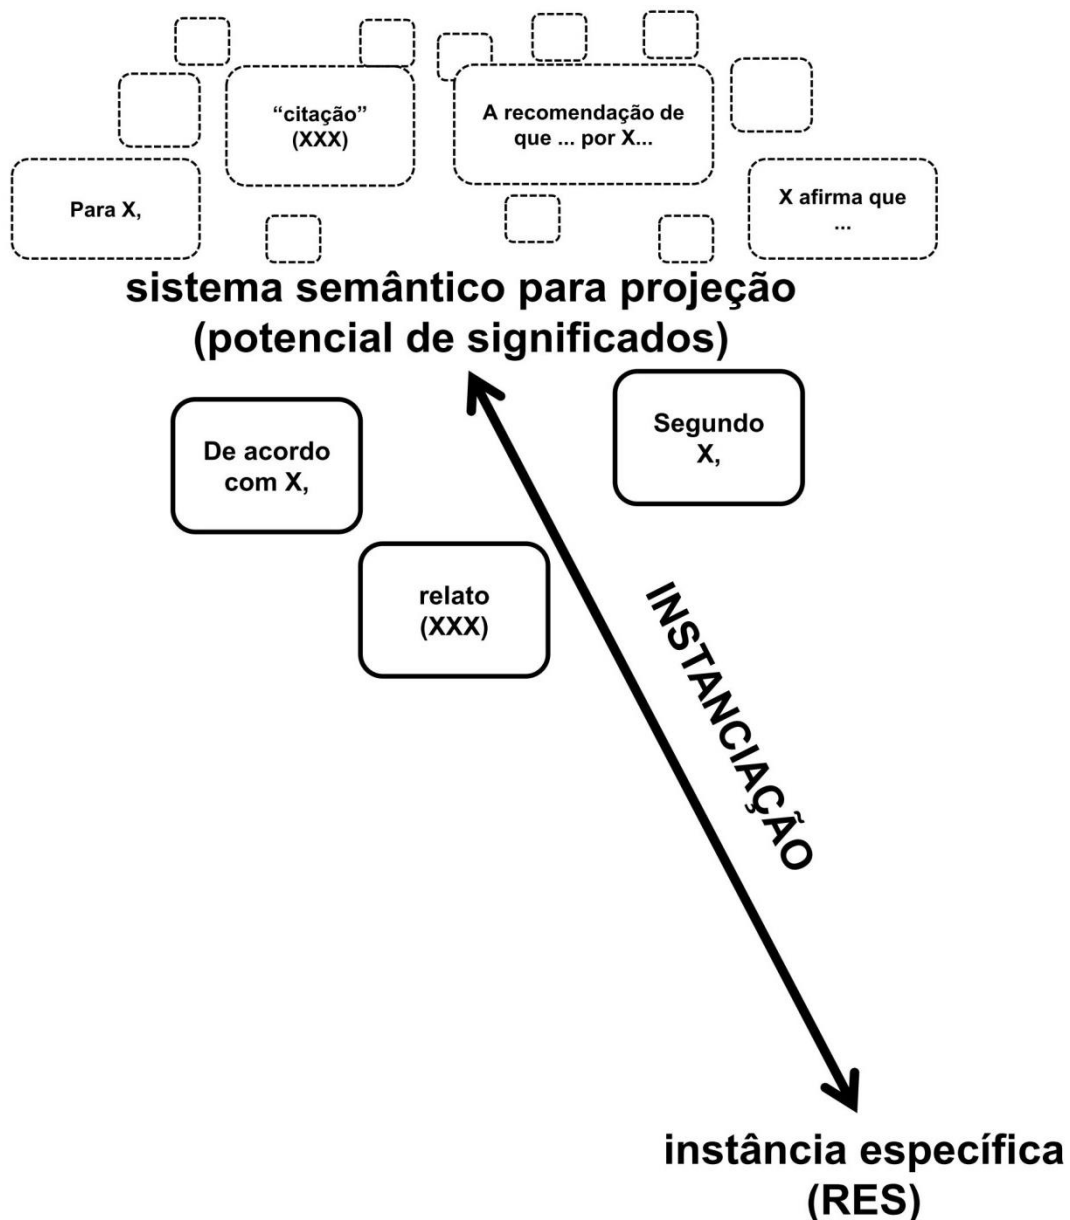 “citação”
(XXX)
A recomendação de
que ... por X...
Para X,
X afirma que
...
sistema semântico para projeção
(potencial de significados)
De acordo
com X,
Segundo
X,
relato
(XXX)
INSTANCIAÇÃO
instância específica
(RES)